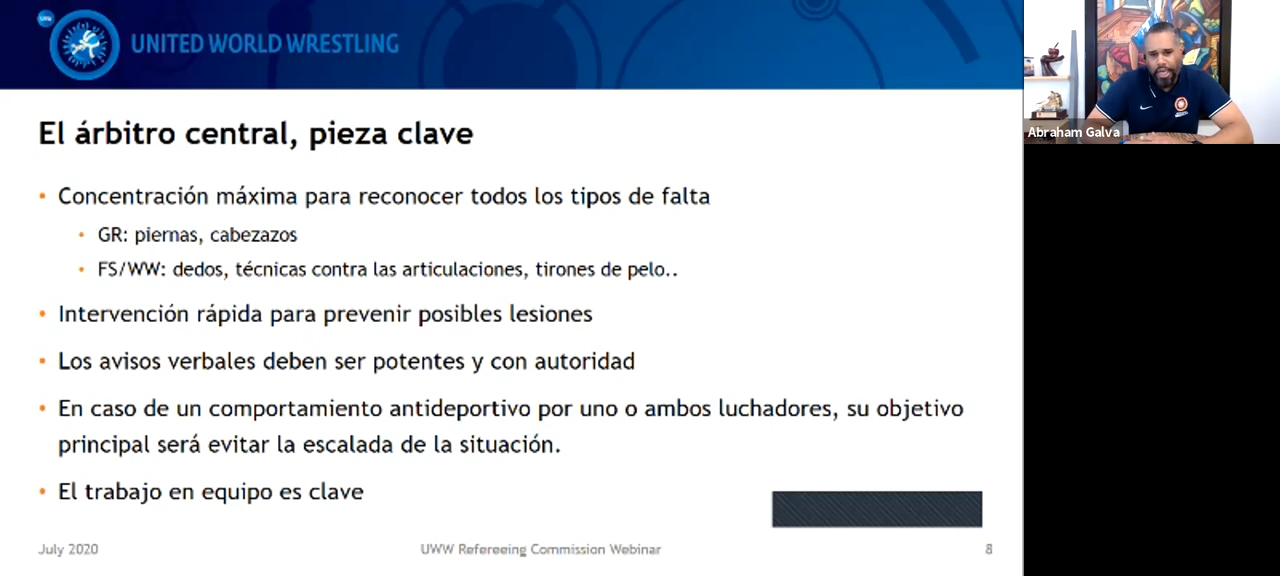 UWW
UNITED WORLD WRESTLING
El árbitro central, pieza clave
• Concentración máxima para reconocer todos los tipos de falta
• GR: piernas, cabezazos
• FS/WW: dedos, técnicas contra las articulaciones, tirones de pelo..
• Intervención rápida para prevenir posibles lesiones
• Los avisos verbales deben ser potentes y con autoridad
• En caso de un comportamiento antideportivo por uno o ambos luchadores, su objetivo
principal será evitar la escalada de la situación.
• El trabajo en equipo es clave
July 2020
UWW Refereeing Commission Webinar
8
Abraham Galva